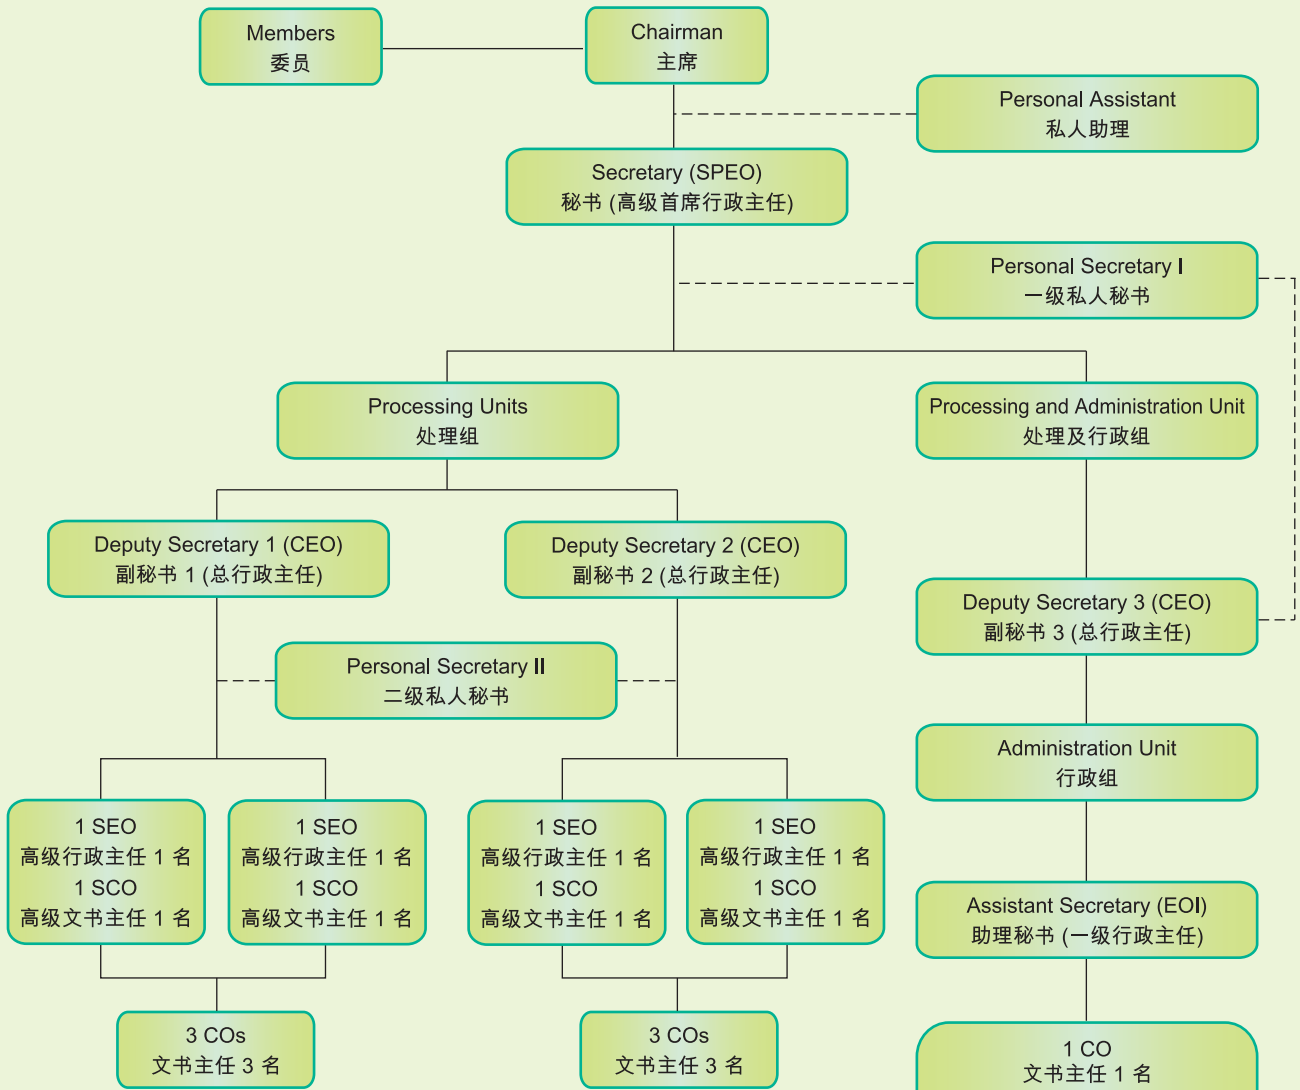 Members
委员
Chairman
主席
Personal Assistant
私人助理
Secretary (SPEO)
秘书 (高级首席行政主任)
Personal Secretary I
一级私人秘书
Processing Units
处理组
Processing and Administration Unit
处理及行政组
Deputy Secretary 1 (CEO)
副秘书 1 (总行政主任)
Deputy Secretary 2 (CEO)
副秘书 2 (总行政主任)
Deputy Secretary 3 (CEO)
副秘书 3 (总行政主任)
Personal Secretary II
二级私人秘书
Administration Unit
行政组
1 SEO
高级行政主任 1 名
1 SCO
高级文书主任 1 名
1 SEO
高级行政主任 1 名
1 SCO
高级文书主任 1 名
1 SEO
高级行政主任 1 名
1 SCO
高级文书主任 1 名
1 SEO
高级行政主任 1 名
1 SCO
高级文书主任 1 名
Assistant Secretary (EOI)
助理秘书 (一级行政主任)
3 COs
文书主任 3 名
3 COs
文书主任 3 名
1 CO
文书主任 1 名